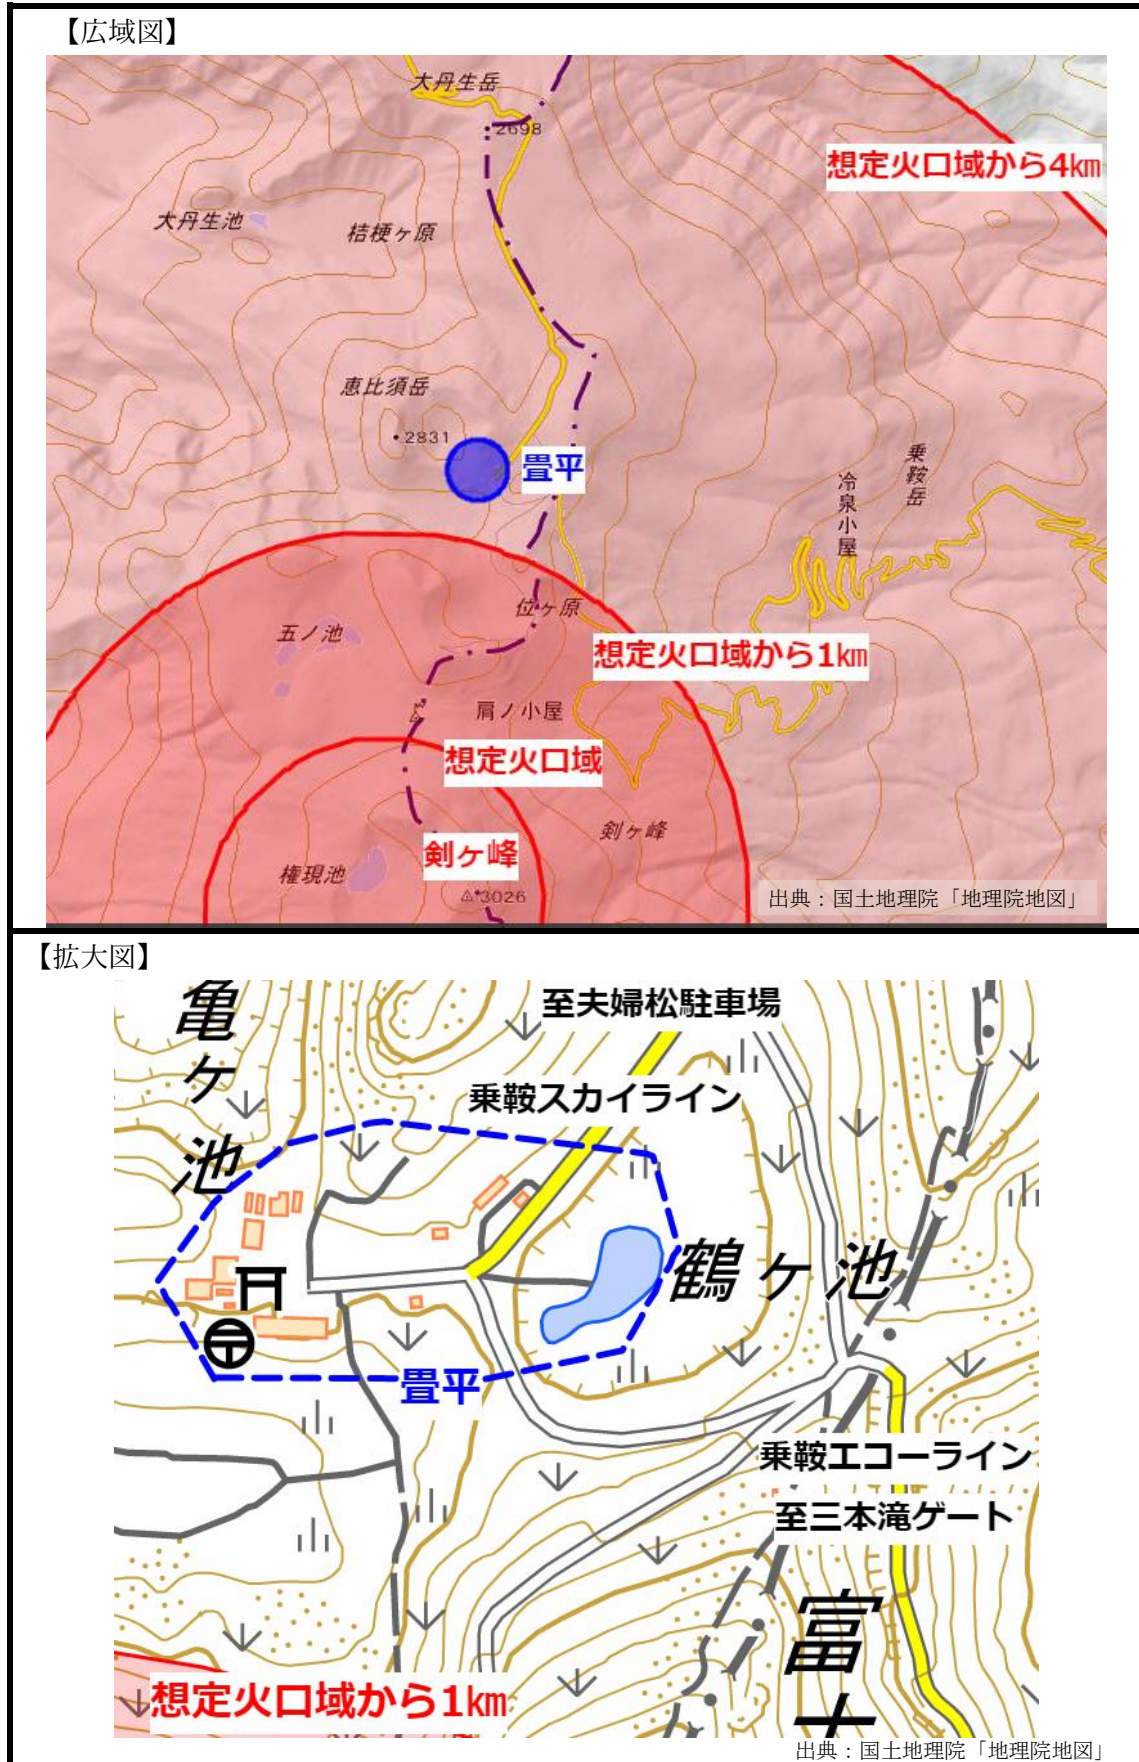 【広域図】
大丹生岳
2698
想定火口域から4㎞
大丹生池
桔梗ヶ原
恵比須岳
2831
畳平
乗鞍岳
冷泉小屋
位ヶ原
五ノ池
想定火口域から1㎞
肩ノ小屋
想定火口域
剣ヶ峰
剣ヶ峰
権現池
3026
出典：国土地理院「地理院地図」
【拡大図】
亀ヶ池
至夫婦松駐車場
乗鞍スカイライン
鶴ヶ池
畳平
乗鞍エコーライン
至三本滝ゲート
富士
想定火口域から1㎞
出典：国土地理院「地理院地図」